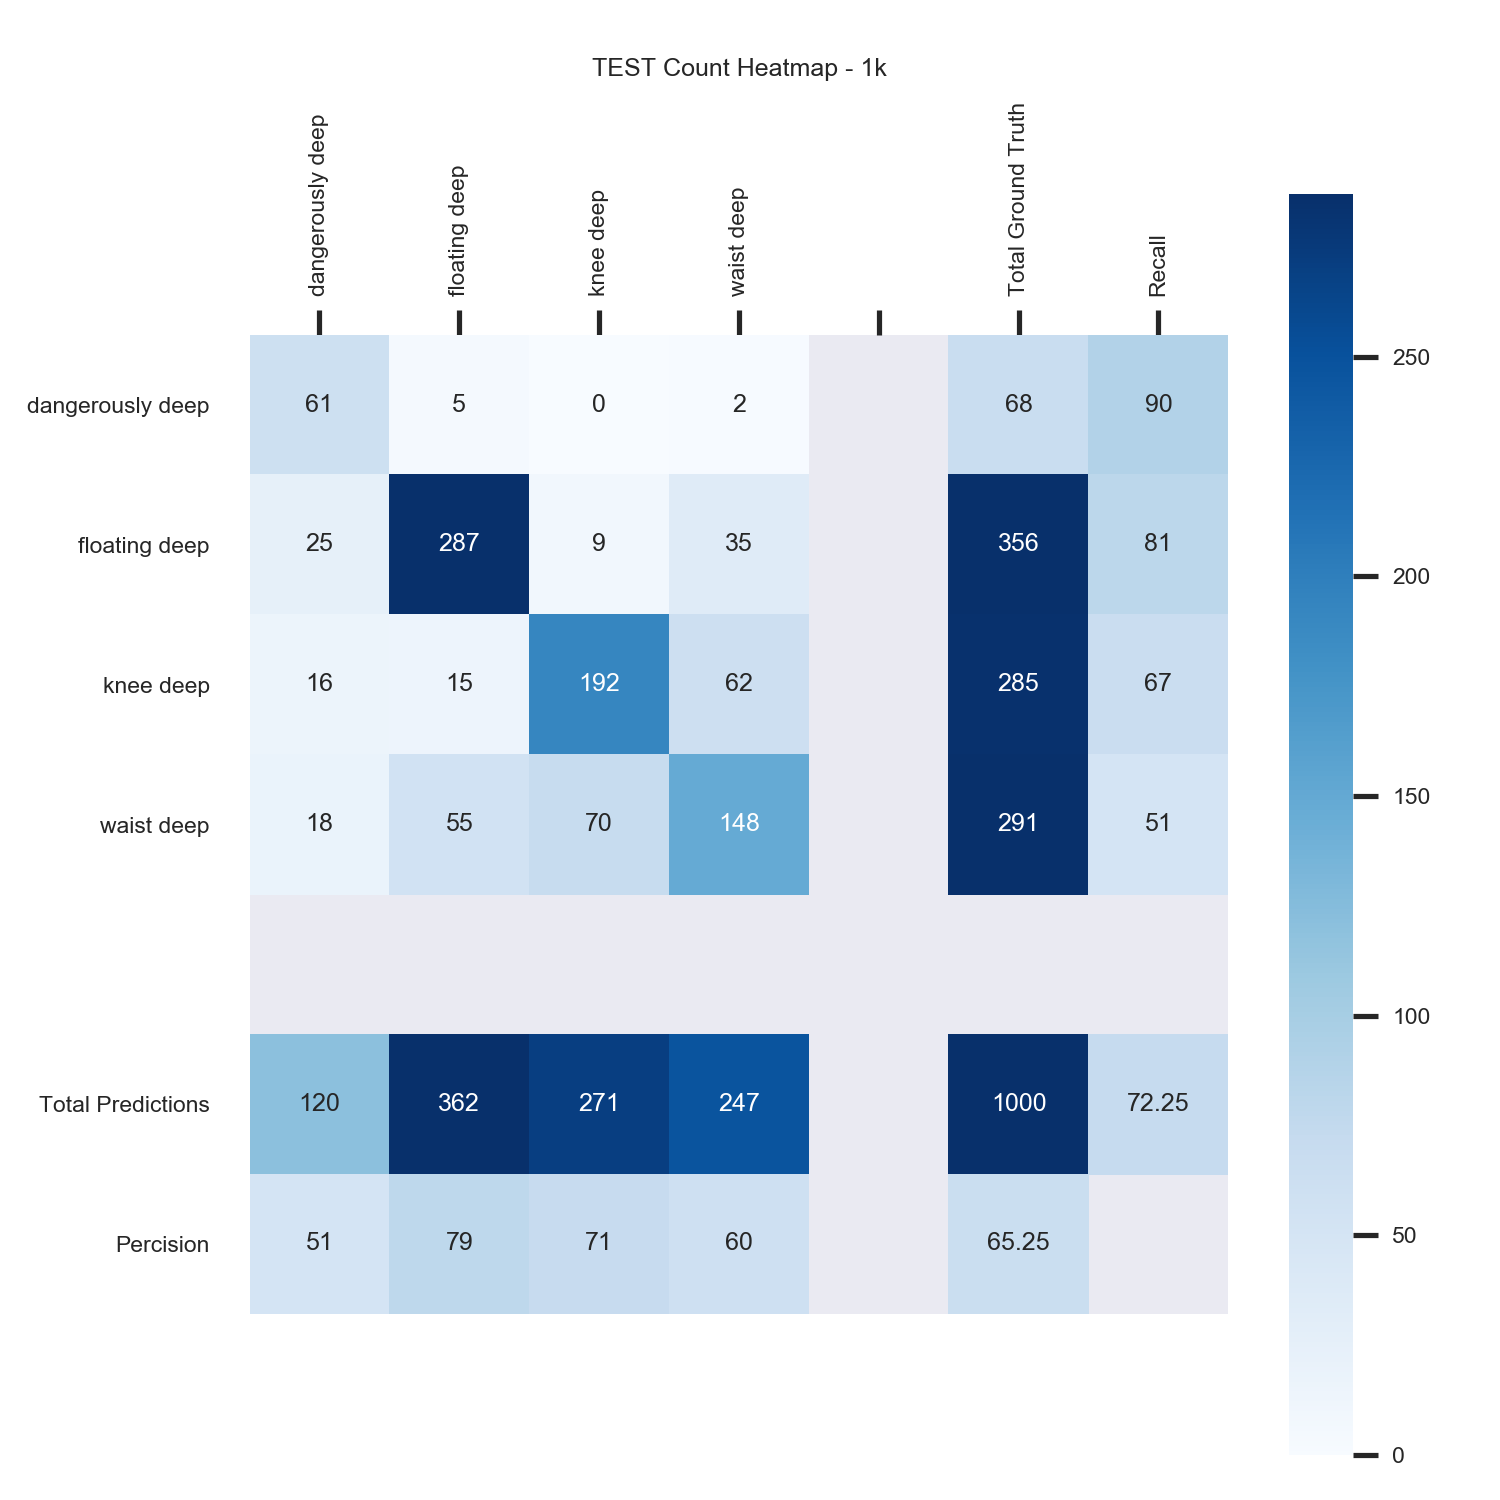 TEST Count Heatmap - 1k
dangerously deep
floating deep
knee deep
waist deep
Total Ground Truth
Recall
dangerously deep 61 5 0 2 68 90
floating deep 25 287 9 35 356 81
knee deep 16 15 192 62 285 67
waist deep 18 55 70 148 291 51
Total Predictions 120 362 271 247 1000 72.25
Percision 51 79 71 60 65.25
250
200
150
100
50
0